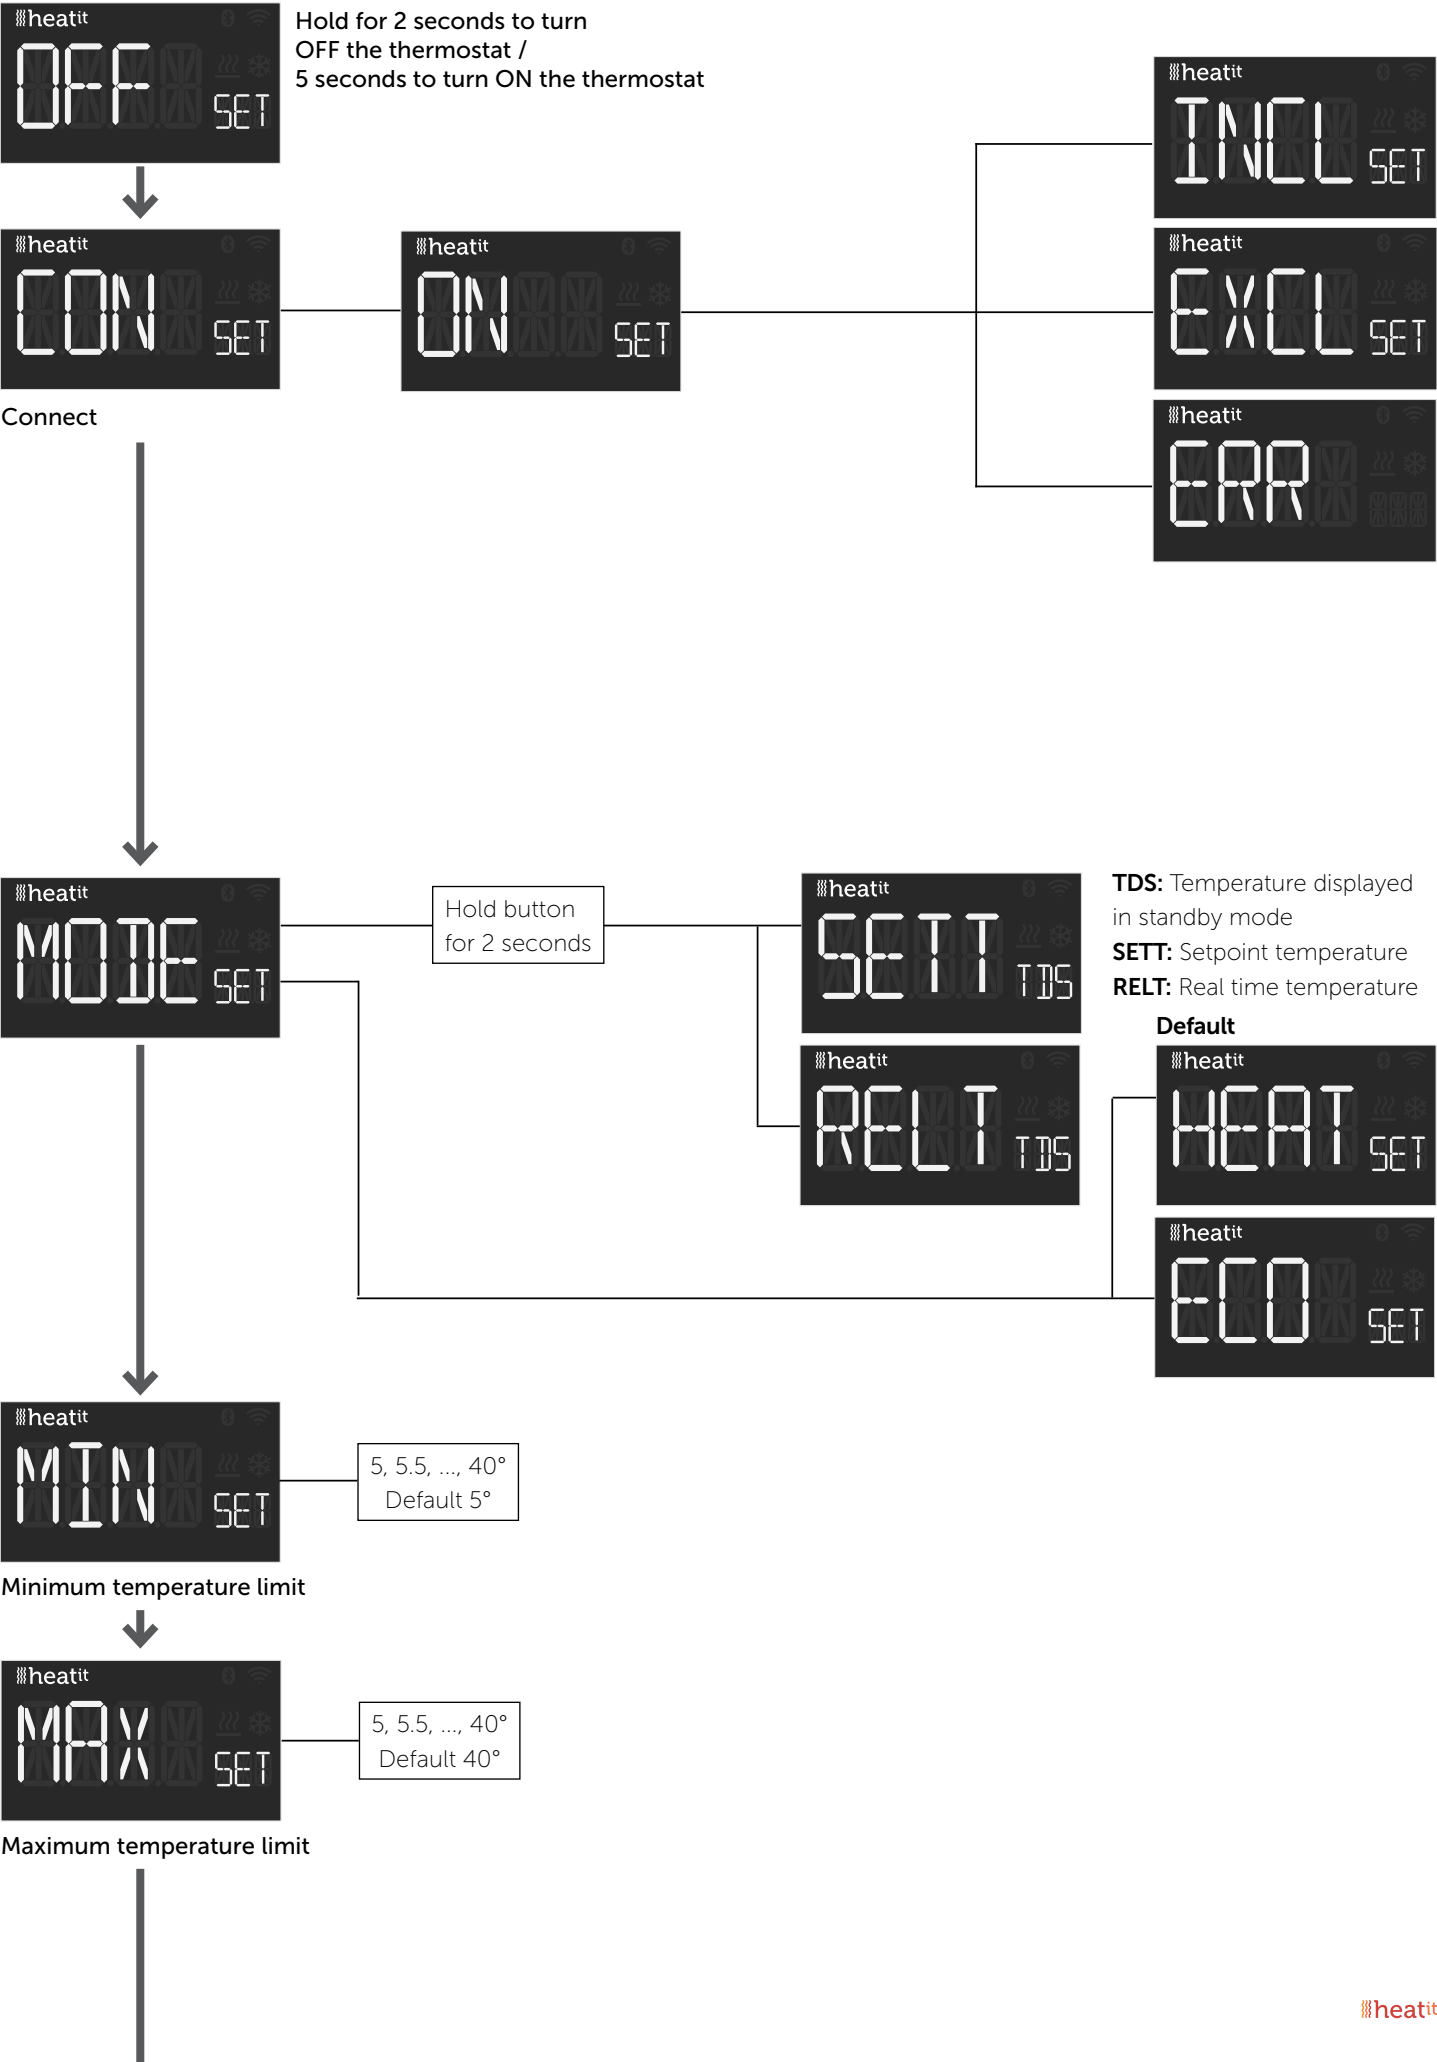 heatit
OFF
SET
Hold for 2 seconds to turn
OFF the thermostat /
5 seconds to turn ON the thermostat
heatit
INCL
SET
heatit
CON
SET
Connect
heatit
ON
SET
heatit
EXCL
SET
heatit
ERR
heatit
MODE
SET
Hold button
for 2 seconds
heatit
SETT
TDS
TDS: Temperature displayed
in standby mode
SETT: Setpoint temperature
RELT: Real time temperature
heatit
RELT
TDS
Default
heatit
HEAT
SET
heatit
ECO
SET
heatit
MIN
SET
5, 5.5, ..., 40°
Default 5°
Minimum temperature limit
heatit
MAX
SET
5, 5.5, ..., 40°
Default 40°
Maximum temperature limit
heatit